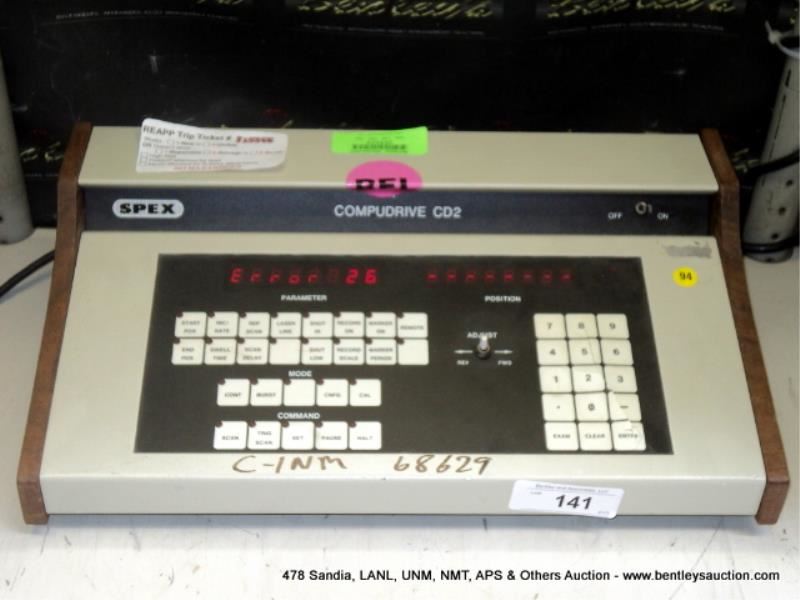 REAPP Trip Ticket #
REL
SPEX
COMPUDRIVE CD2
OFF ON
94
Error 26
PARAMETER
POSITION
START POS
INC/ RATE
REP SCAN
LASER LINE
SHUT HI
RECORD ON
MARKER ON
REMOTE
END POS
DWELL TIME
SCAN DELAY
SHUT LOW
RECORD SCALE
MARKER PERIOD
ADJUST
REV FWD
MODE
CONT
BURST
CNFG
CAL
COMMAND
SCAN
TRIG SCAN
SET
PAUSE
HALT
7 8 9
4 5 6
1 2 3
. 0 —
EXAM CLEAR ENTER
C-INM 68629
141
478 Sandia, LANL, UNM, NMT, APS & Others Auction - www.bentleysauction.com